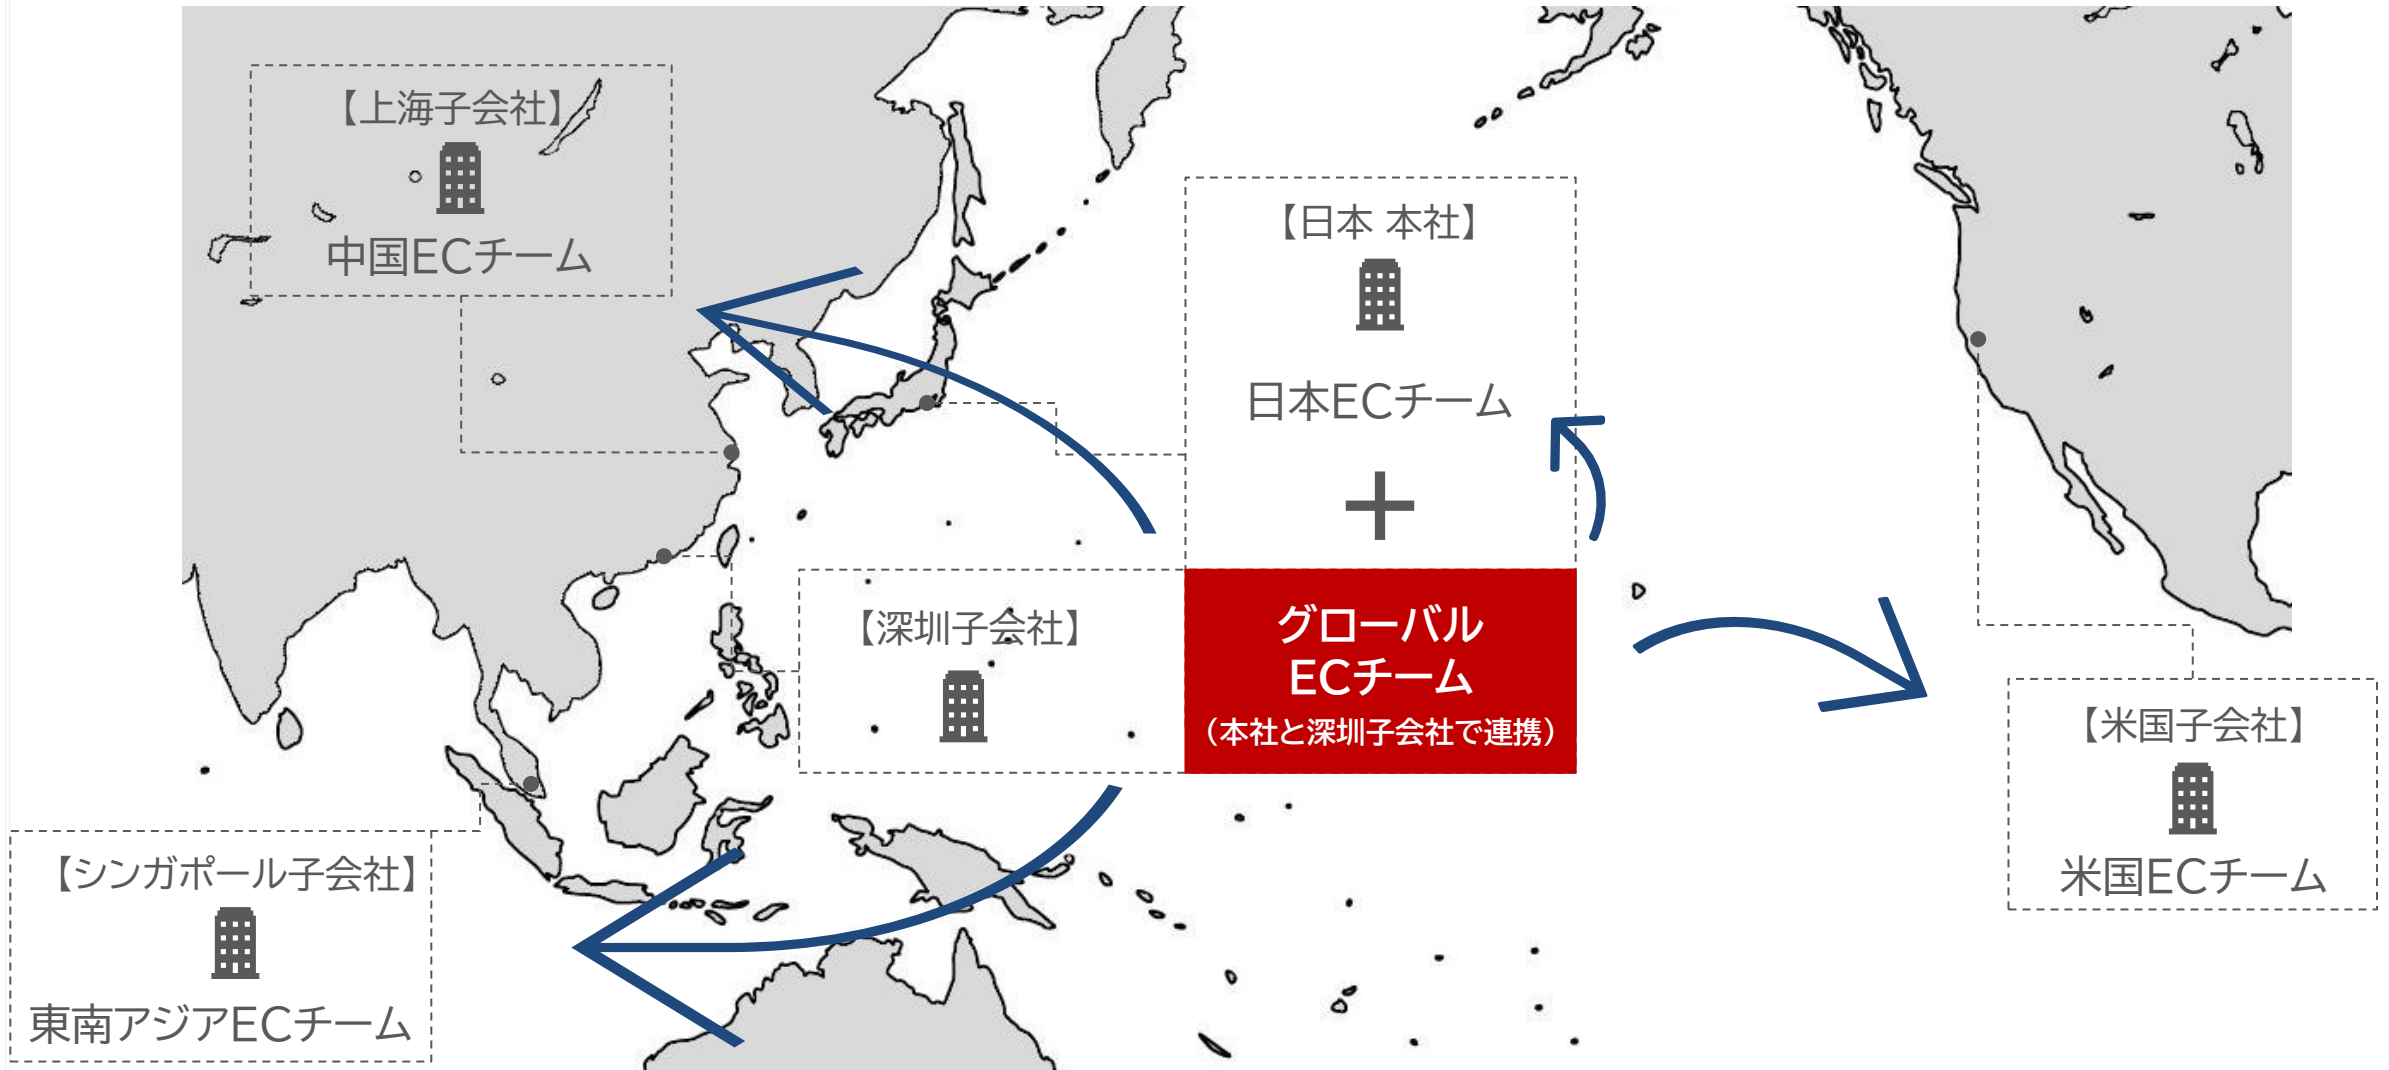 【上海子会社】
中国ECチーム
【日本 本社】
日本ECチーム
+
【深圳子会社】
グローバル
ECチーム
(本社と深圳子会社で連携)
【米国子会社】
米国ECチーム
【シンガポール子会社】
東南アジアECチーム